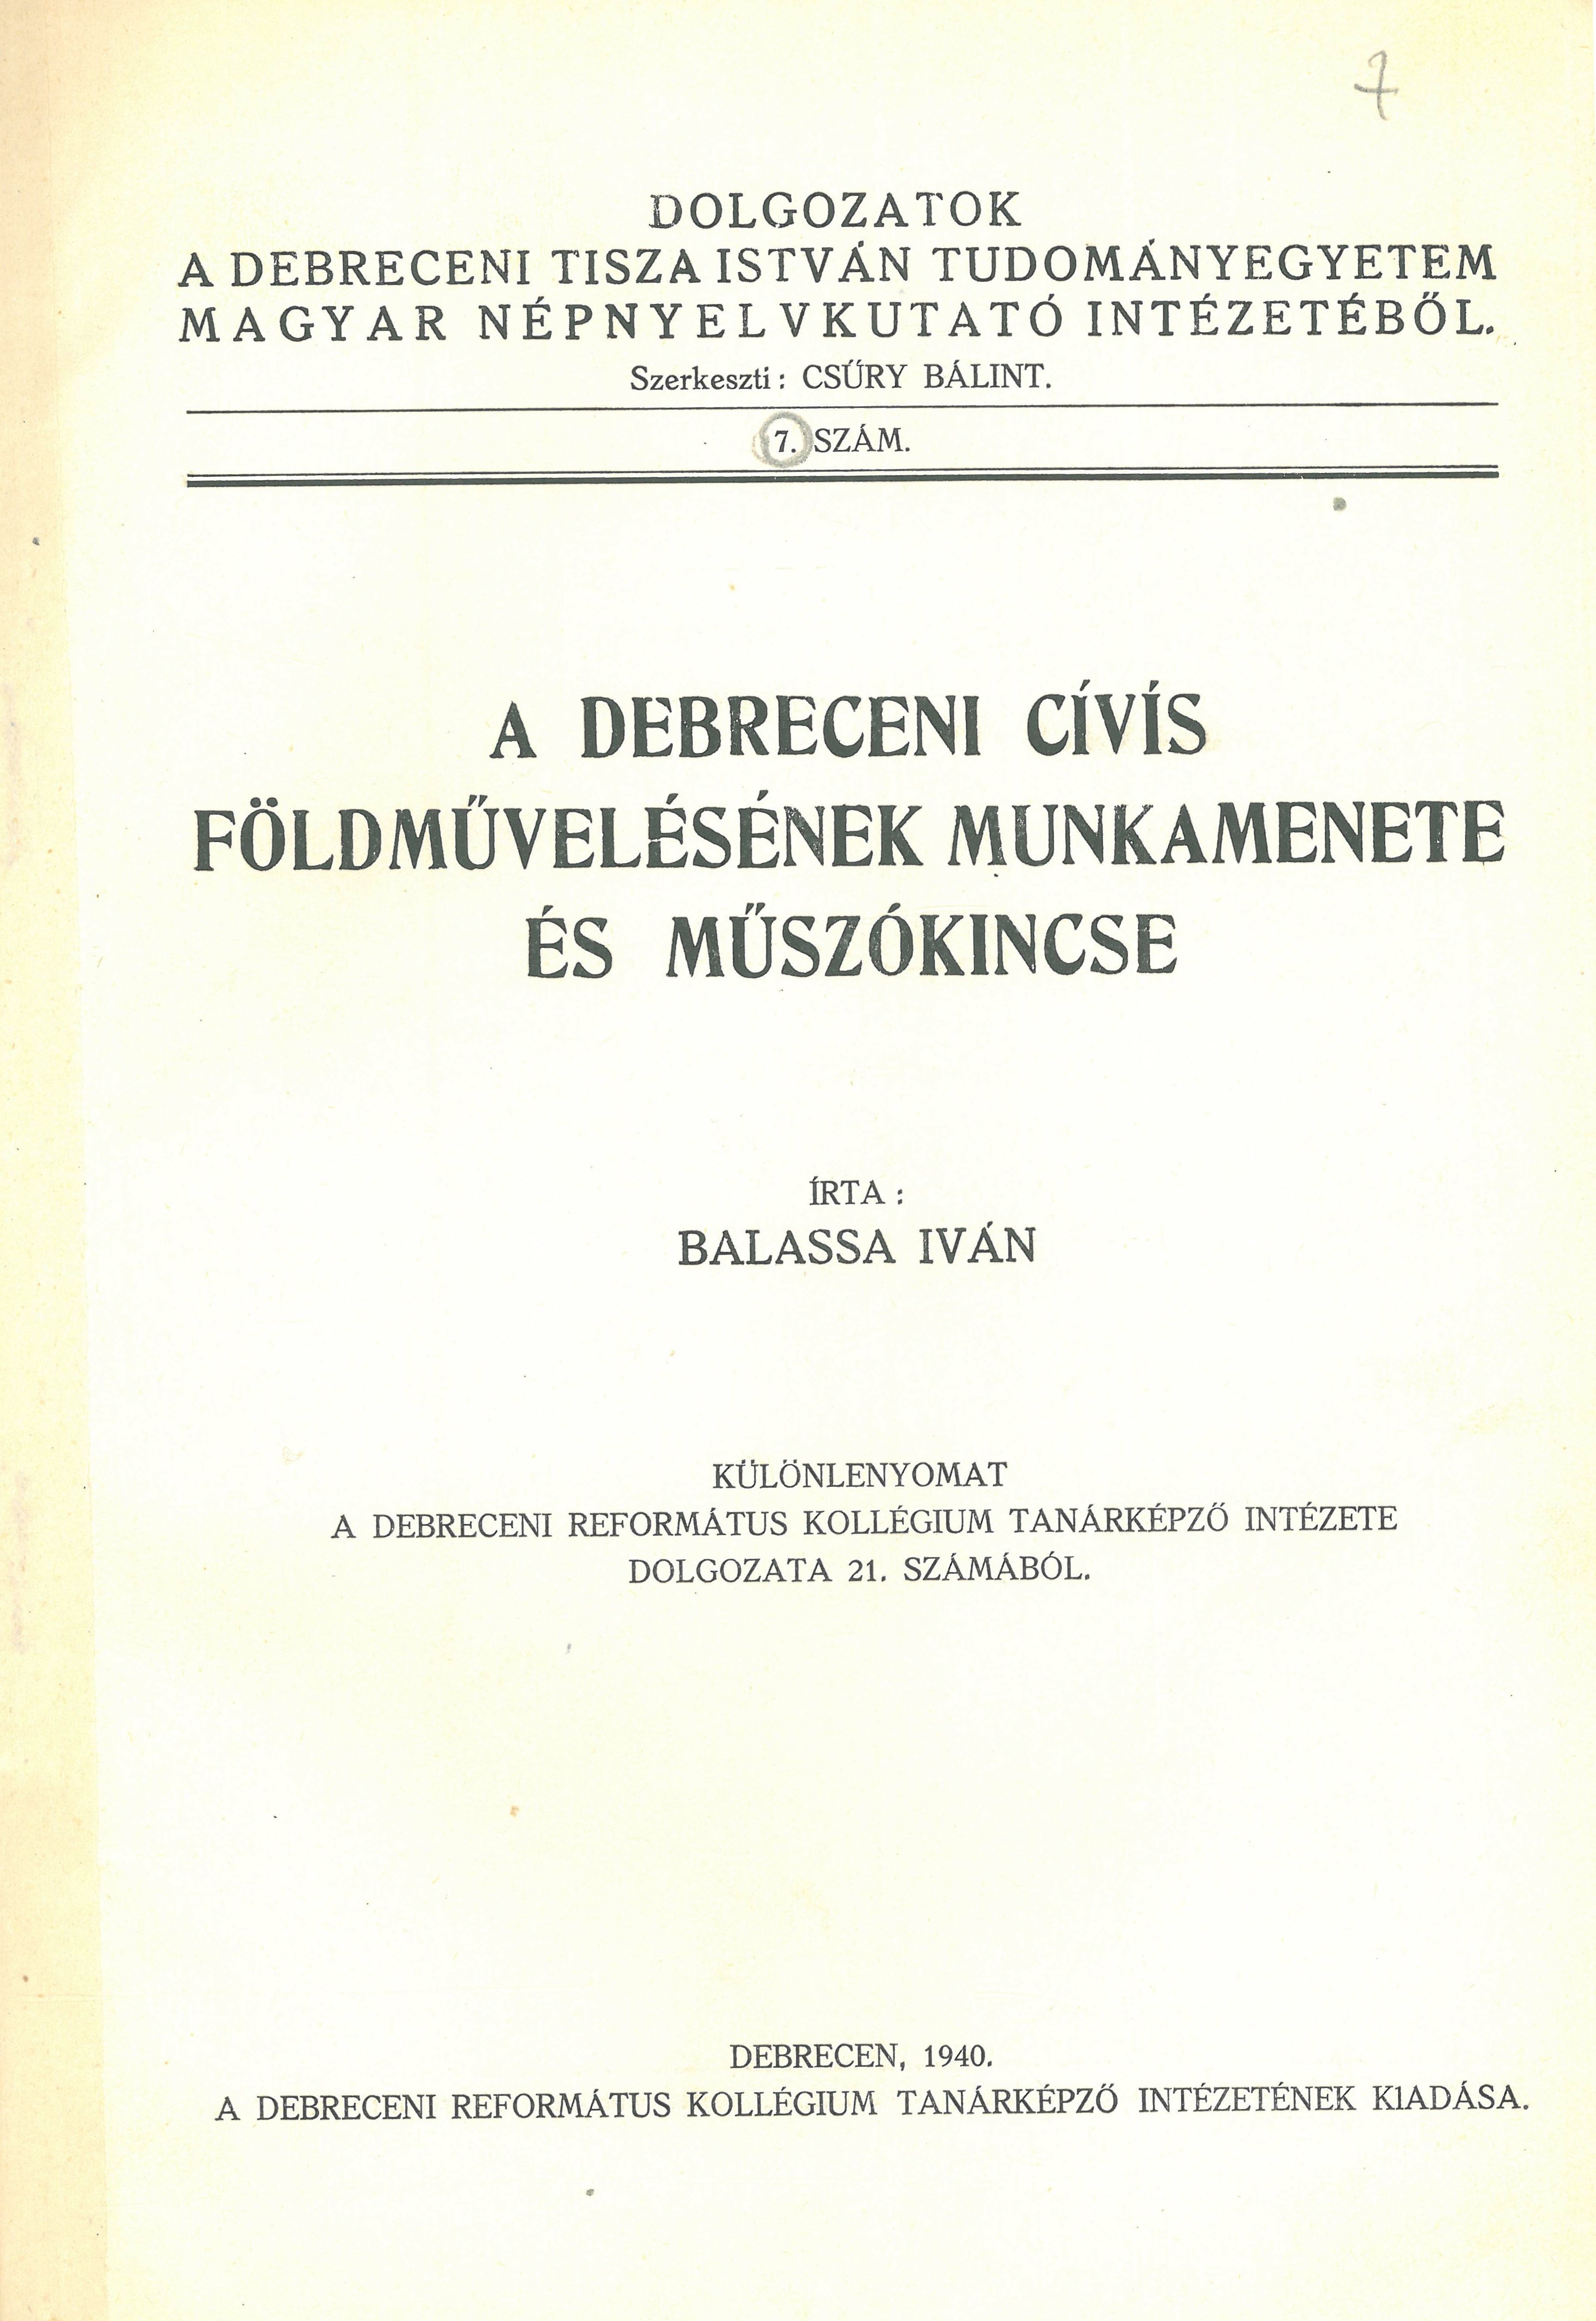 7
DOLGOZATOK
A DEBRECENI TISZA ISTVÁN TUDOMÁNYEGYETEM
MAGYAR NÉPNYELVKUTATÓ INTÉZETÉBŐL.
Szerkeszti: CSŰRY BÁLINT.
7. SZÁM.
A DEBRECENI CÍVÍS
FÖLDMŰVELÉSÉNEK MUNKAMENETE
ÉS MŰSZÓKINCSE
ÍRTA:
BALASSA IVÁN
KÜLÖNLENYOMAT
A DEBRECENI REFORMÁTUS KOLLÉGIUM TANÁRKÉPZŐ INTÉZETE
DOLGOZATA 21. SZÁMÁBÓL.
DEBRECEN, 1940.
A DEBRECENI REFORMÁTUS KOLLÉGIUM TANÁRKÉPZŐ INTÉZETÉNEK KIADÁSA.